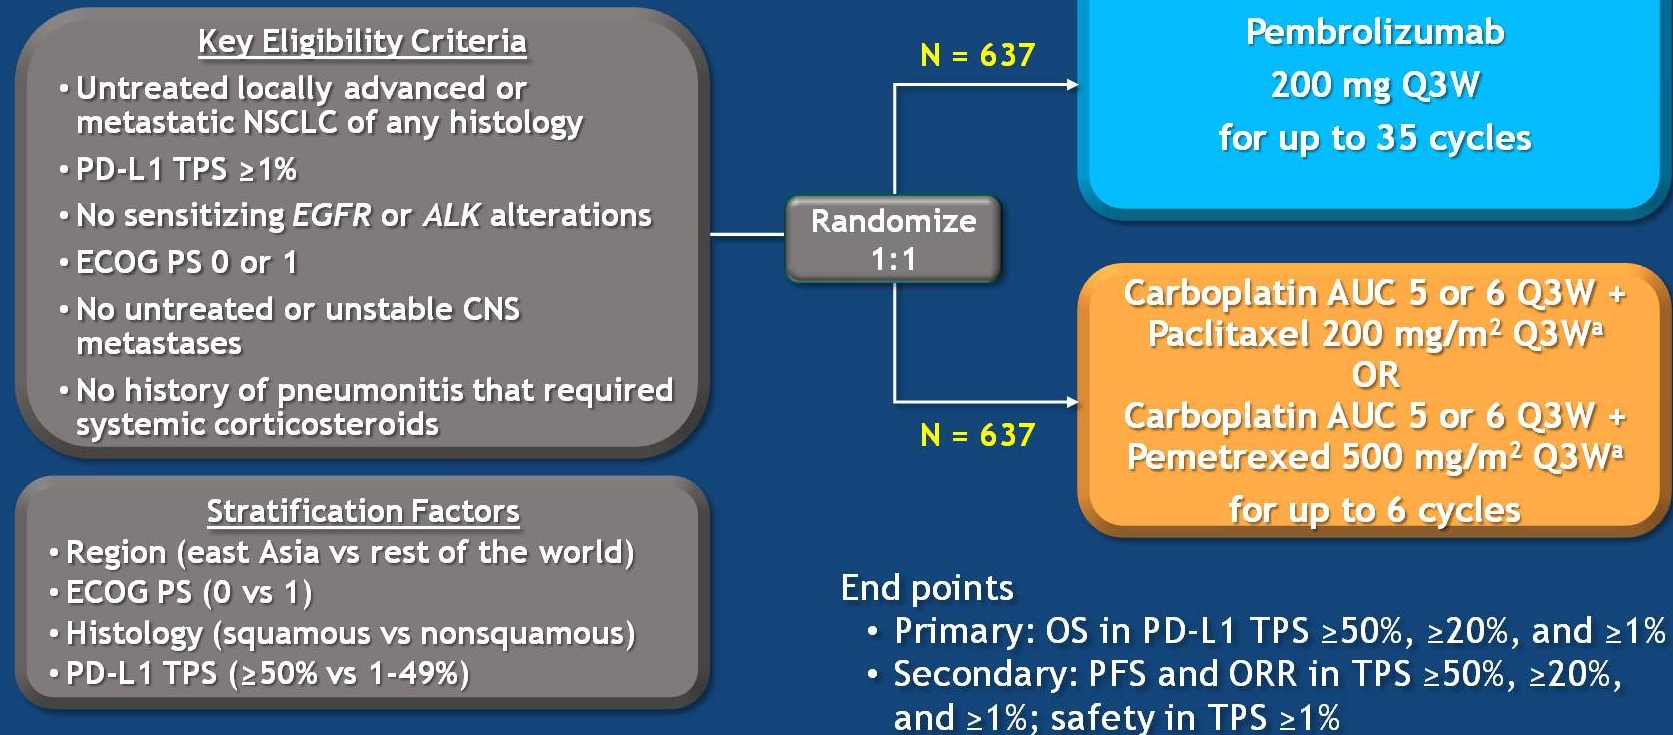 Key Eligibility Criteria
• Untreated locally advanced or
metastatic NSCLC of any histology
• PD-L1 TPS ≥1%
• No sensitizing EGFR or ALK alterations
• ECOG PS 0 or 1
• No untreated or unstable CNS
metastases
• No history of pneumonitis that required
systemic corticosteroids
Stratification Factors
• Region (east Asia vs rest of the world)
• ECOG PS (0 vs 1)
• Histology (squamous vs nonsquamous)
• PD-L1 TPS (≥50% vs 1-49%)
Randomize
1:1
N = 637
Pembrolizumab
200 mg Q3W
for up to 35 cycles
N = 637
Carboplatin AUC 5 or 6 Q3W +
Paclitaxel 200 mg/m² Q3Wᵃ
OR
Carboplatin AUC 5 or 6 Q3W +
Pemetrexed 500 mg/m² Q3Wᵃ
for up to 6 cycles
End points
• Primary: OS in PD-L1 TPS ≥50%, ≥20%, and ≥1%
• Secondary: PFS and ORR in TPS ≥50%, ≥20%,
and ≥1%; safety in TPS ≥1%